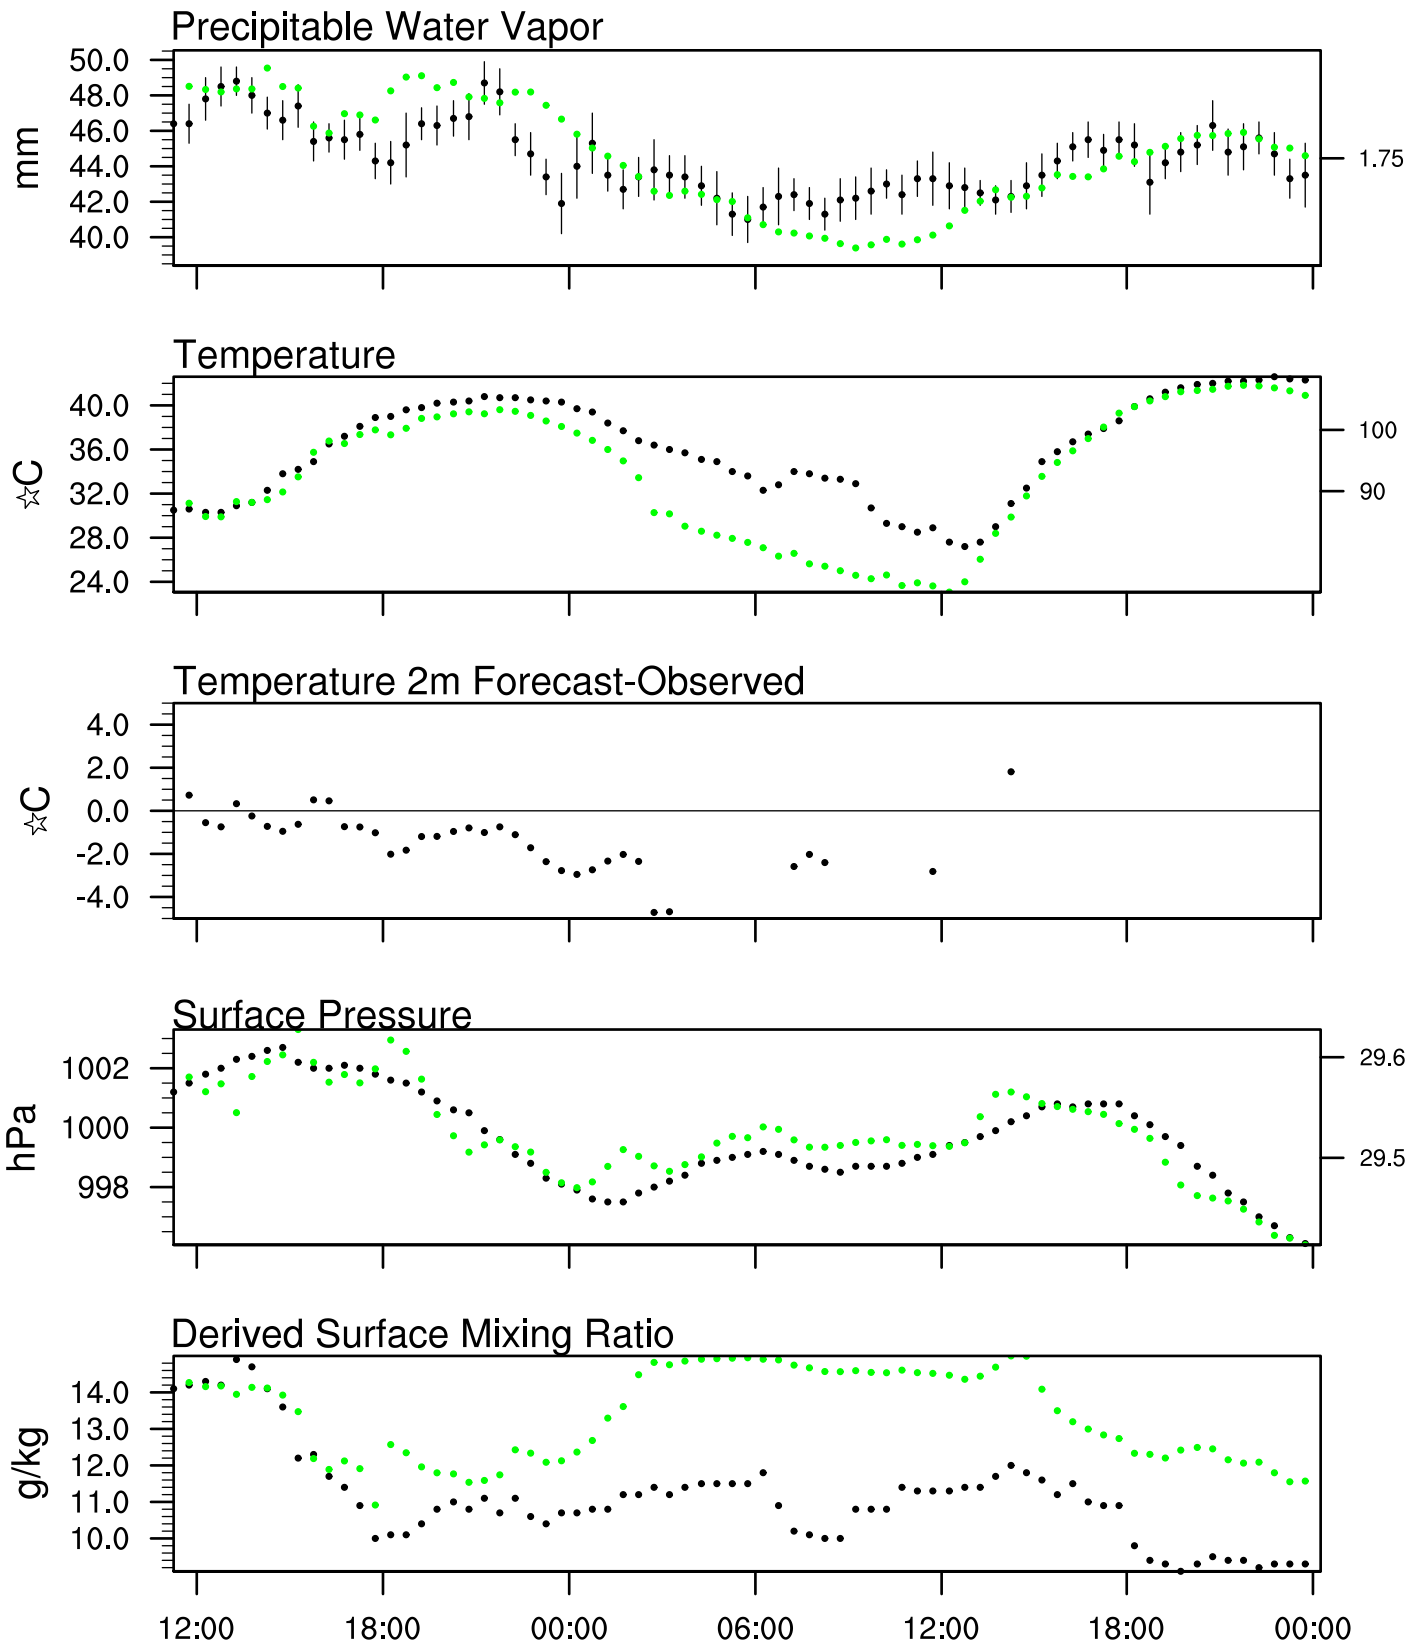 Precipitable Water Vapor
50.0
48.0
46.0
44.0
42.0
40.0
mm
1.75
Temperature
40.0
36.0
32.0
28.0
24.0
☆C
100
90
Temperature 2m Forecast-Observed
4.0
2.0
0.0
-2.0
-4.0
☆C
Surface Pressure
1002
1000
998
hPa
29.6
29.5
Derived Surface Mixing Ratio
14.0
13.0
12.0
11.0
10.0
g/kg
12:00 18:00 00:00 06:00 12:00 18:00 00:00